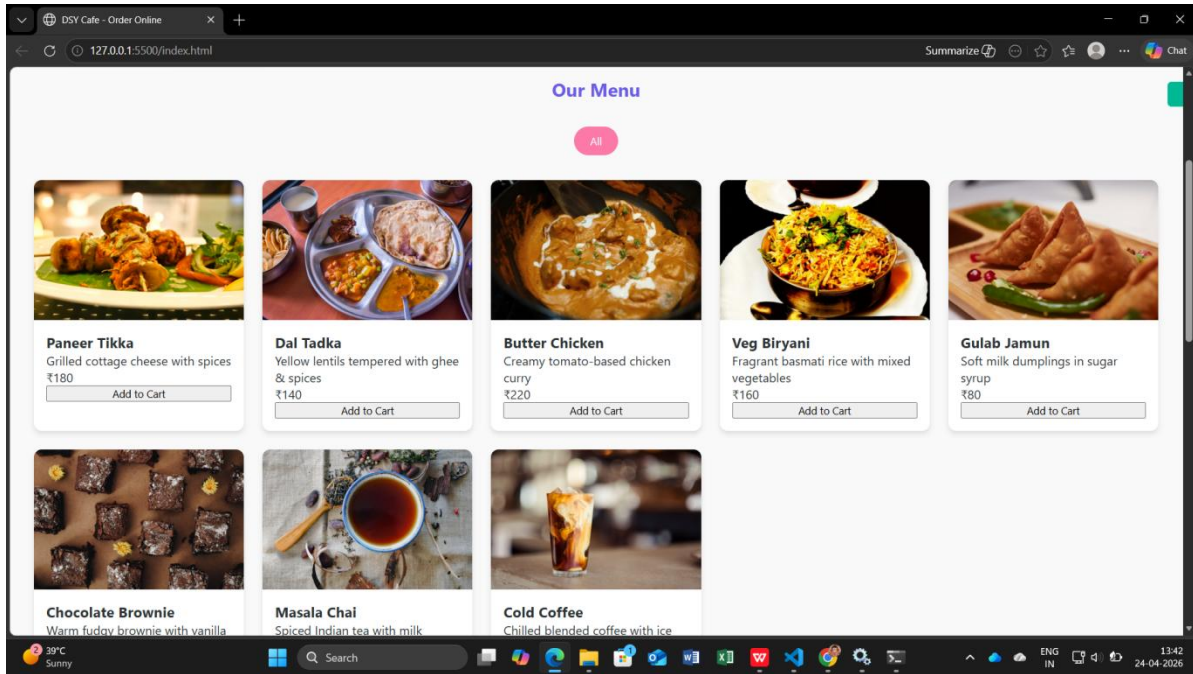 DSY Cafe - Order Online
127.0.0.1:5500/index.html
Summarize
Chat
Our Menu
All
Paneer Tikka
Grilled cottage cheese with spices
₹180
Add to Cart
Dal Tadka
Yellow lentils tempered with ghee
& spices
₹140
Add to Cart
Butter Chicken
Creamy tomato-based chicken
curry
₹220
Add to Cart
Veg Biryani
Fragrant basmati rice with mixed
vegetables
₹160
Add to Cart
Gulab Jamun
Soft milk dumplings in sugar
syrup
₹80
Add to Cart
Chocolate Brownie
Warm fudgy brownie with vanilla
Masala Chai
Spiced Indian tea with milk
Cold Coffee
Chilled blended coffee with ice
2
39°C
Sunny
Search
ENG
IN
13:42
24-04-2026